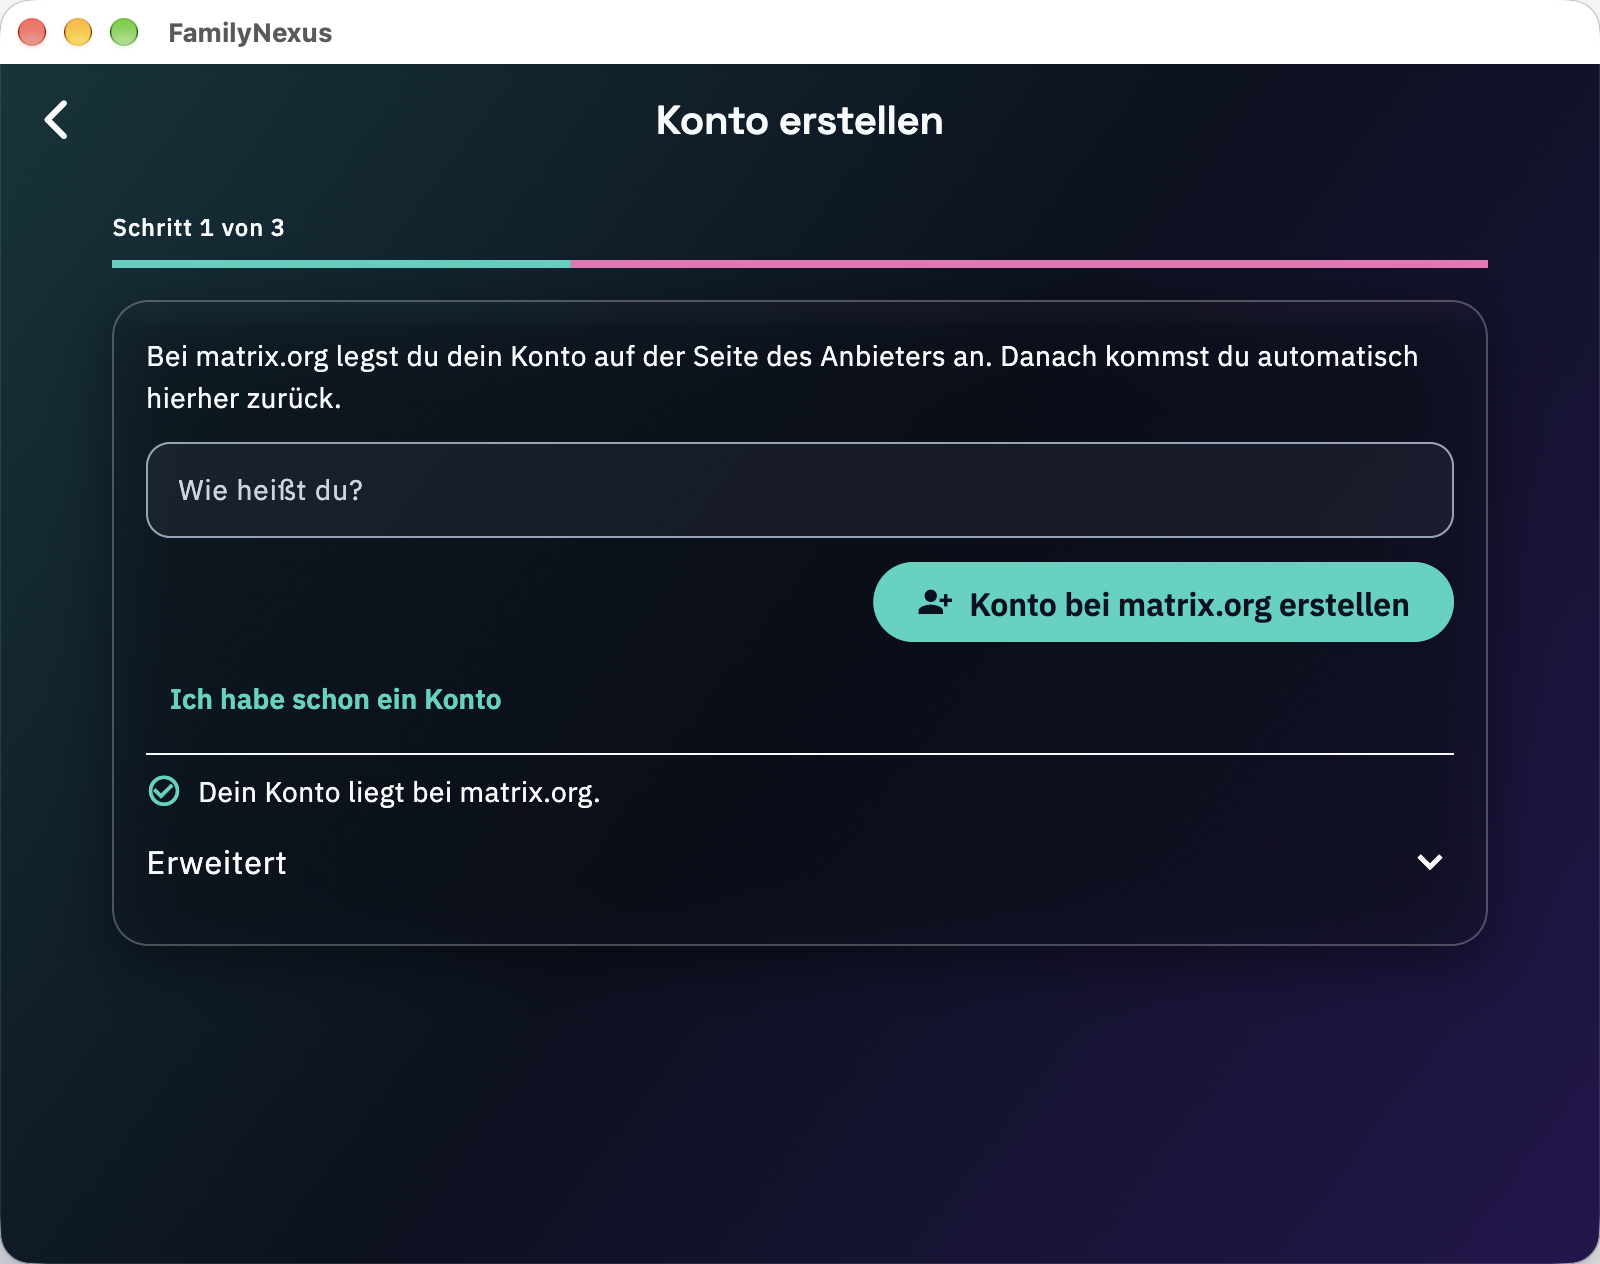 FamilyNexus
Konto erstellen
Schritt 1 von 3
Bei matrix.org legst du dein Konto auf der Seite des Anbieters an. Danach kommst du automatisch
hierher zurück.
Wie heißt du?
Konto bei matrix.org erstellen
Ich habe schon ein Konto
Dein Konto liegt bei matrix.org.
Erweitert